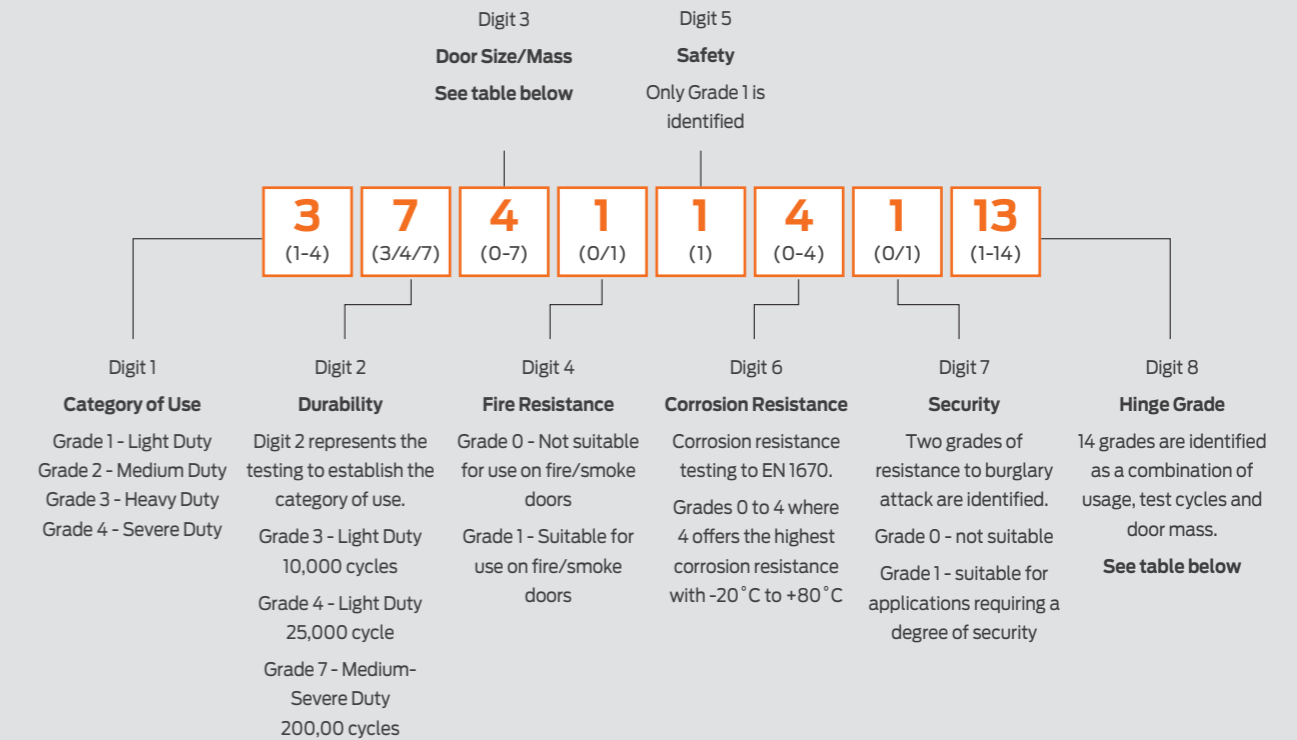 Digit 3
Door Size/Mass
See table below
Digit 5
Safety
Only Grade 1 is
identified
3
(1-4)
7
(3/4/7)
4
(0-7)
1
(0/1)
1
(1)
4
(0-4)
1
(0/1)
13
(1-14)
Digit 1
Category of Use
Grade 1 - Light Duty
Grade 2 - Medium Duty
Grade 3 - Heavy Duty
Grade 4 - Severe Duty
Digit 2
Durability
Digit 2 represents the
testing to establish the
category of use.
Grade 3 - Light Duty
10,000 cycles
Grade 4 - Light Duty
25,000 cycle
Grade 7 - Medium-
Severe Duty
200,00 cycles
Digit 4
Fire Resistance
Grade 0 - Not suitable
for use on fire/smoke
doors
Grade 1 - Suitable for
use on fire/smoke
doors
Digit 6
Corrosion Resistance
Corrosion resistance
testing to EN 1670.
Grades 0 to 4 where
4 offers the highest
corrosion resistance
with -20˚C to +80˚C
Digit 7
Security
Two grades of
resistance to burglary
attack are identified.
Grade 0 - not suitable
Grade 1 - suitable for
applications requiring a
degree of security
Digit 8
Hinge Grade
14 grades are identified
as a combination of
usage, test cycles and
door mass.
See table below